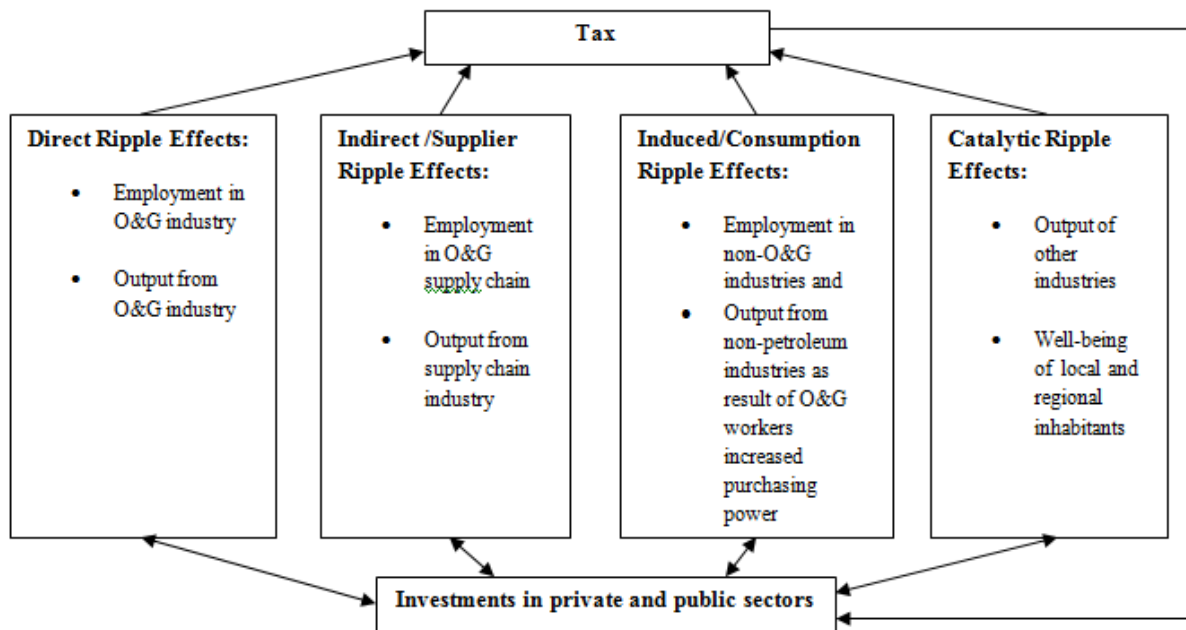 Tax
Direct Ripple Effects:
• Employment in
O&G industry
• Output from
O&G industry
Indirect /Supplier
Ripple Effects:
• Employment
in O&G
supply chain
• Output from
supply chain
industry
Induced/Consumption
Ripple Effects:
• Employment in
non-O&G
industries and
• Output from
non-petroleum
industries as
result of O&G
workers
increased
purchasing
power
Catalytic Ripple
Effects:
• Output of
other
industries
• Well-being
of local and
regional
inhabitants
Investments in private and public sectors